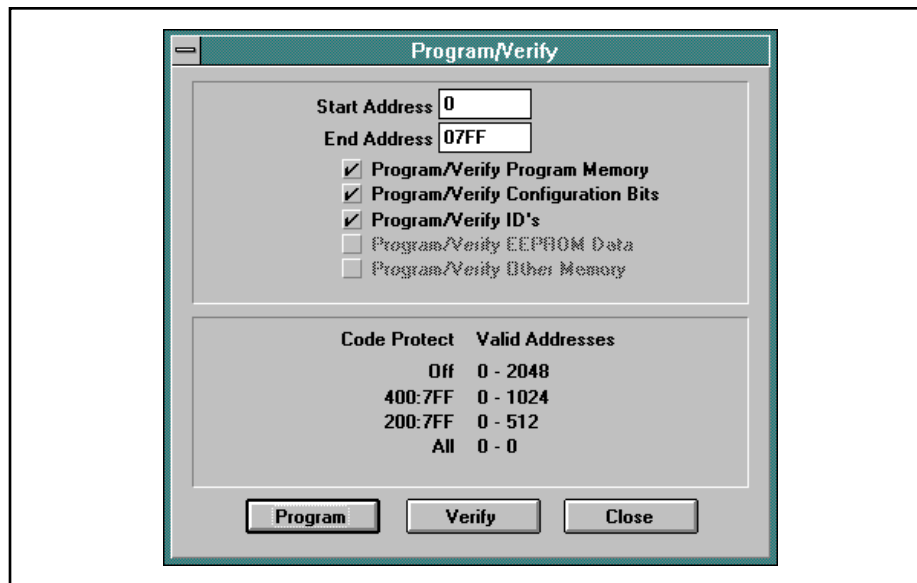 Program/Verify
Start Address 0
End Address 07FF
Program/Verify Program Memory
Program/Verify Configuration Bits
Program/Verify ID's
Program/Verify EEPROM Data
Program/Verify Other Memory
Code Protect Valid Addresses
Off 0 - 2048
400:7FF 0 - 1024
200:7FF 0 - 512
All 0 - 0
Program Verify Close